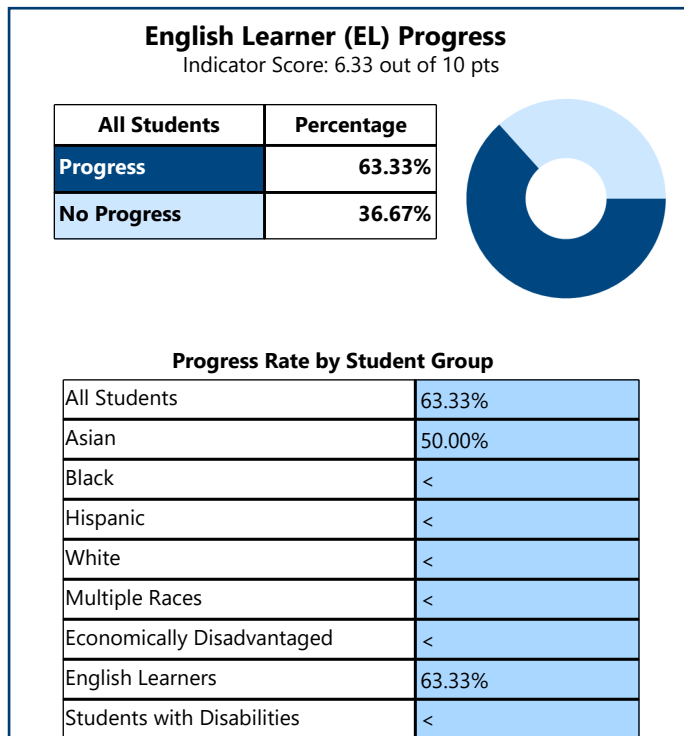 English Learner (EL) Progress
Indicator Score: 6.33 out of 10 pts
All Students Percentage
Progress 63.33%
No Progress 36.67%
Progress Rate by Student Group
All Students 63.33%
Asian 50.00%
Black <
Hispanic <
White <
Multiple Races <
Economically Disadvantaged <
English Learners 63.33%
Students with Disabilities <